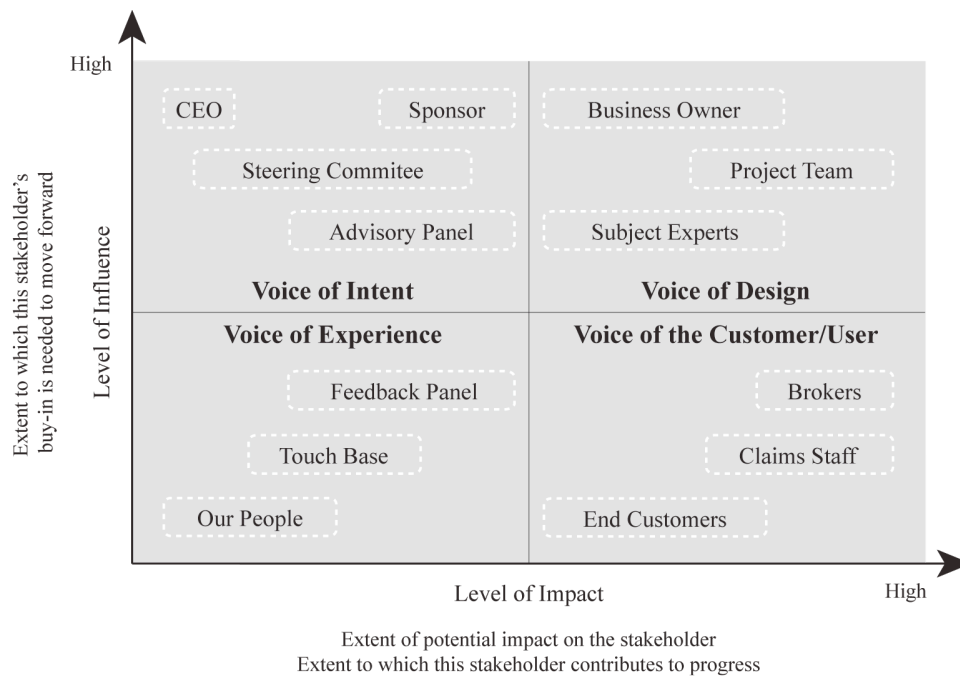 High
CEO
Sponsor
Business Owner
Steering Commitee
Project Team
Advisory Panel
Subject Experts
Voice of Intent
Voice of Design
Extent to which this stakeholder's
buy-in is needed to move forward
Level of Influence
Voice of Experience
Voice of the Customer/User
Feedback Panel
Brokers
Touch Base
Claims Staff
Our People
End Customers
Level of Impact
High
Extent of potential impact on the stakeholder
Extent to which this stakeholder contributes to progress